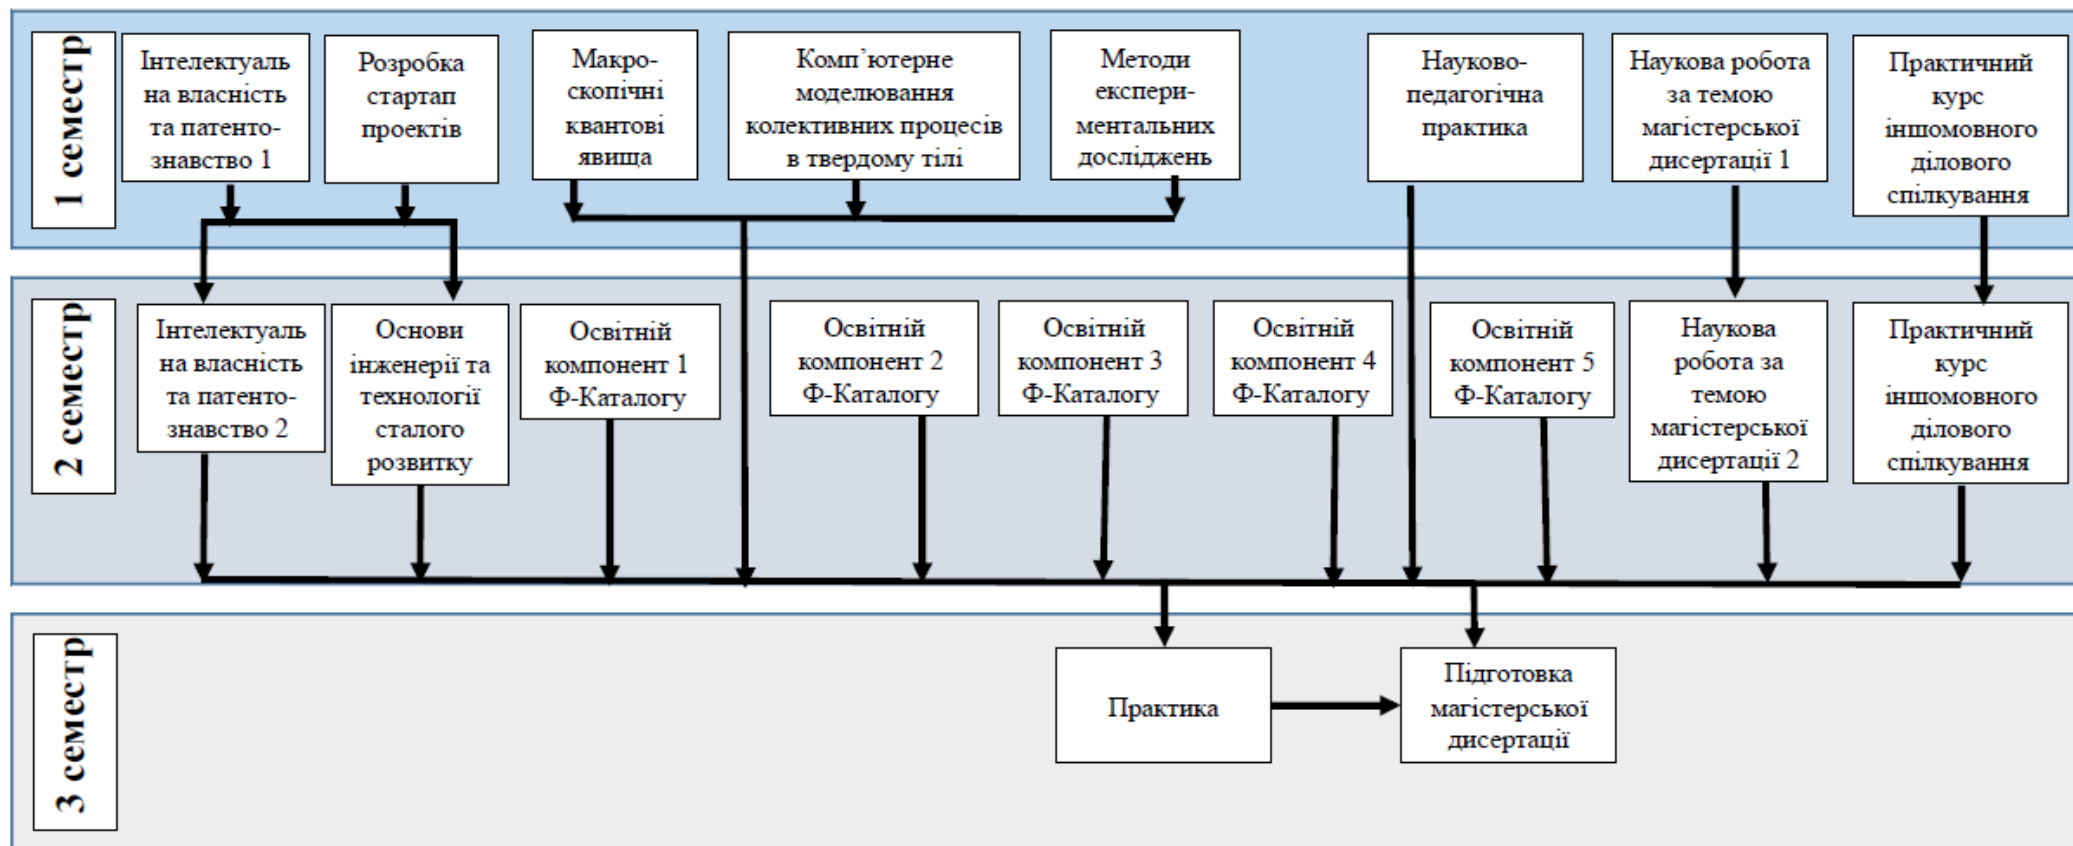 1 семестр
Інтелектуаль
на власність
та патенто-
знавство 1
Розробка
стартап
проектів
Макро-
скопічні
квантові
явища
Комп’ютерне
моделювання
колективних процесів
в твердому тілі
Методи
експери-
ментальних
досліджень
Науково-
педагогічна
практика
Наукова робота
за темою
магістерської
дисертації 1
Практичний
курс
іншомовного
ділового
спілкування
2 семестр
Інтелектуаль
на власність
та патенто-
знавство 2
Основи
інженерії та
технології
сталого
розвитку
Освітній
компонент 1
Ф-Каталогу
Освітній
компонент 2
Ф-Каталогу
Освітній
компонент 3
Ф-Каталогу
Освітній
компонент 4
Ф-Каталогу
Освітній
компонент 5
Ф-Каталогу
Наукова
робота за
темою
магістерської
дисертації 2
Практичний
курс
іншомовного
ділового
спілкування
3 семестр
Практика
Підготовка
магістерської
дисертації